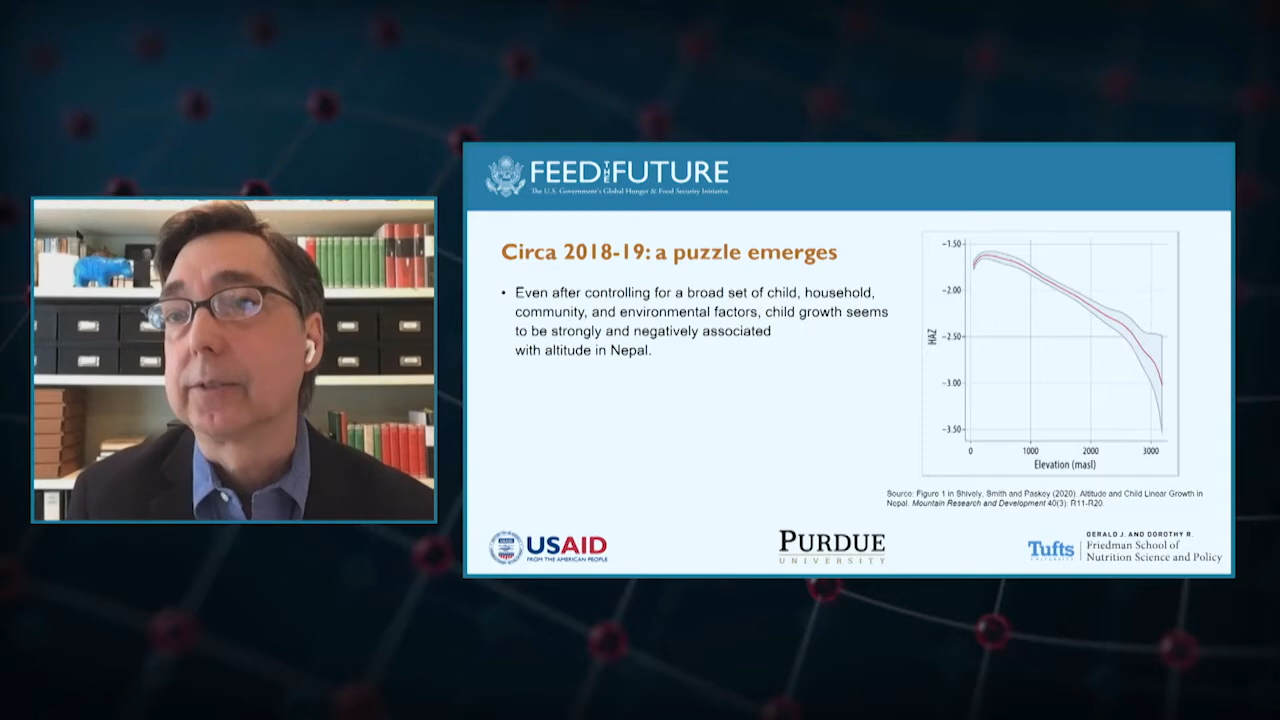 FEED THE FUTURE
The U.S. Government's Global Hunger & Food Security Initiative
Circa 2018-19: a puzzle emerges
• Even after controlling for a broad set of child, household,
community, and environmental factors, child growth seems
to be strongly and negatively associated
with altitude in Nepal.
−1.50
−2.00
−2.50
−3.00
−3.50
HAZ
0
1000
2000
3000
Elevation (masl)
Source: Figure 1 in Shively, Smith and Paskey (2020). Altitude and Child Linear Growth in
Nepal. Mountain Research and Development 40(3): R11-R20.
USAID
FROM THE AMERICAN PEOPLE
PURDUE
UNIVERSITY
Tufts
UNIVERSITY
GERALD J. AND DOROTHY R.
Friedman School of
Nutrition Science and Policy